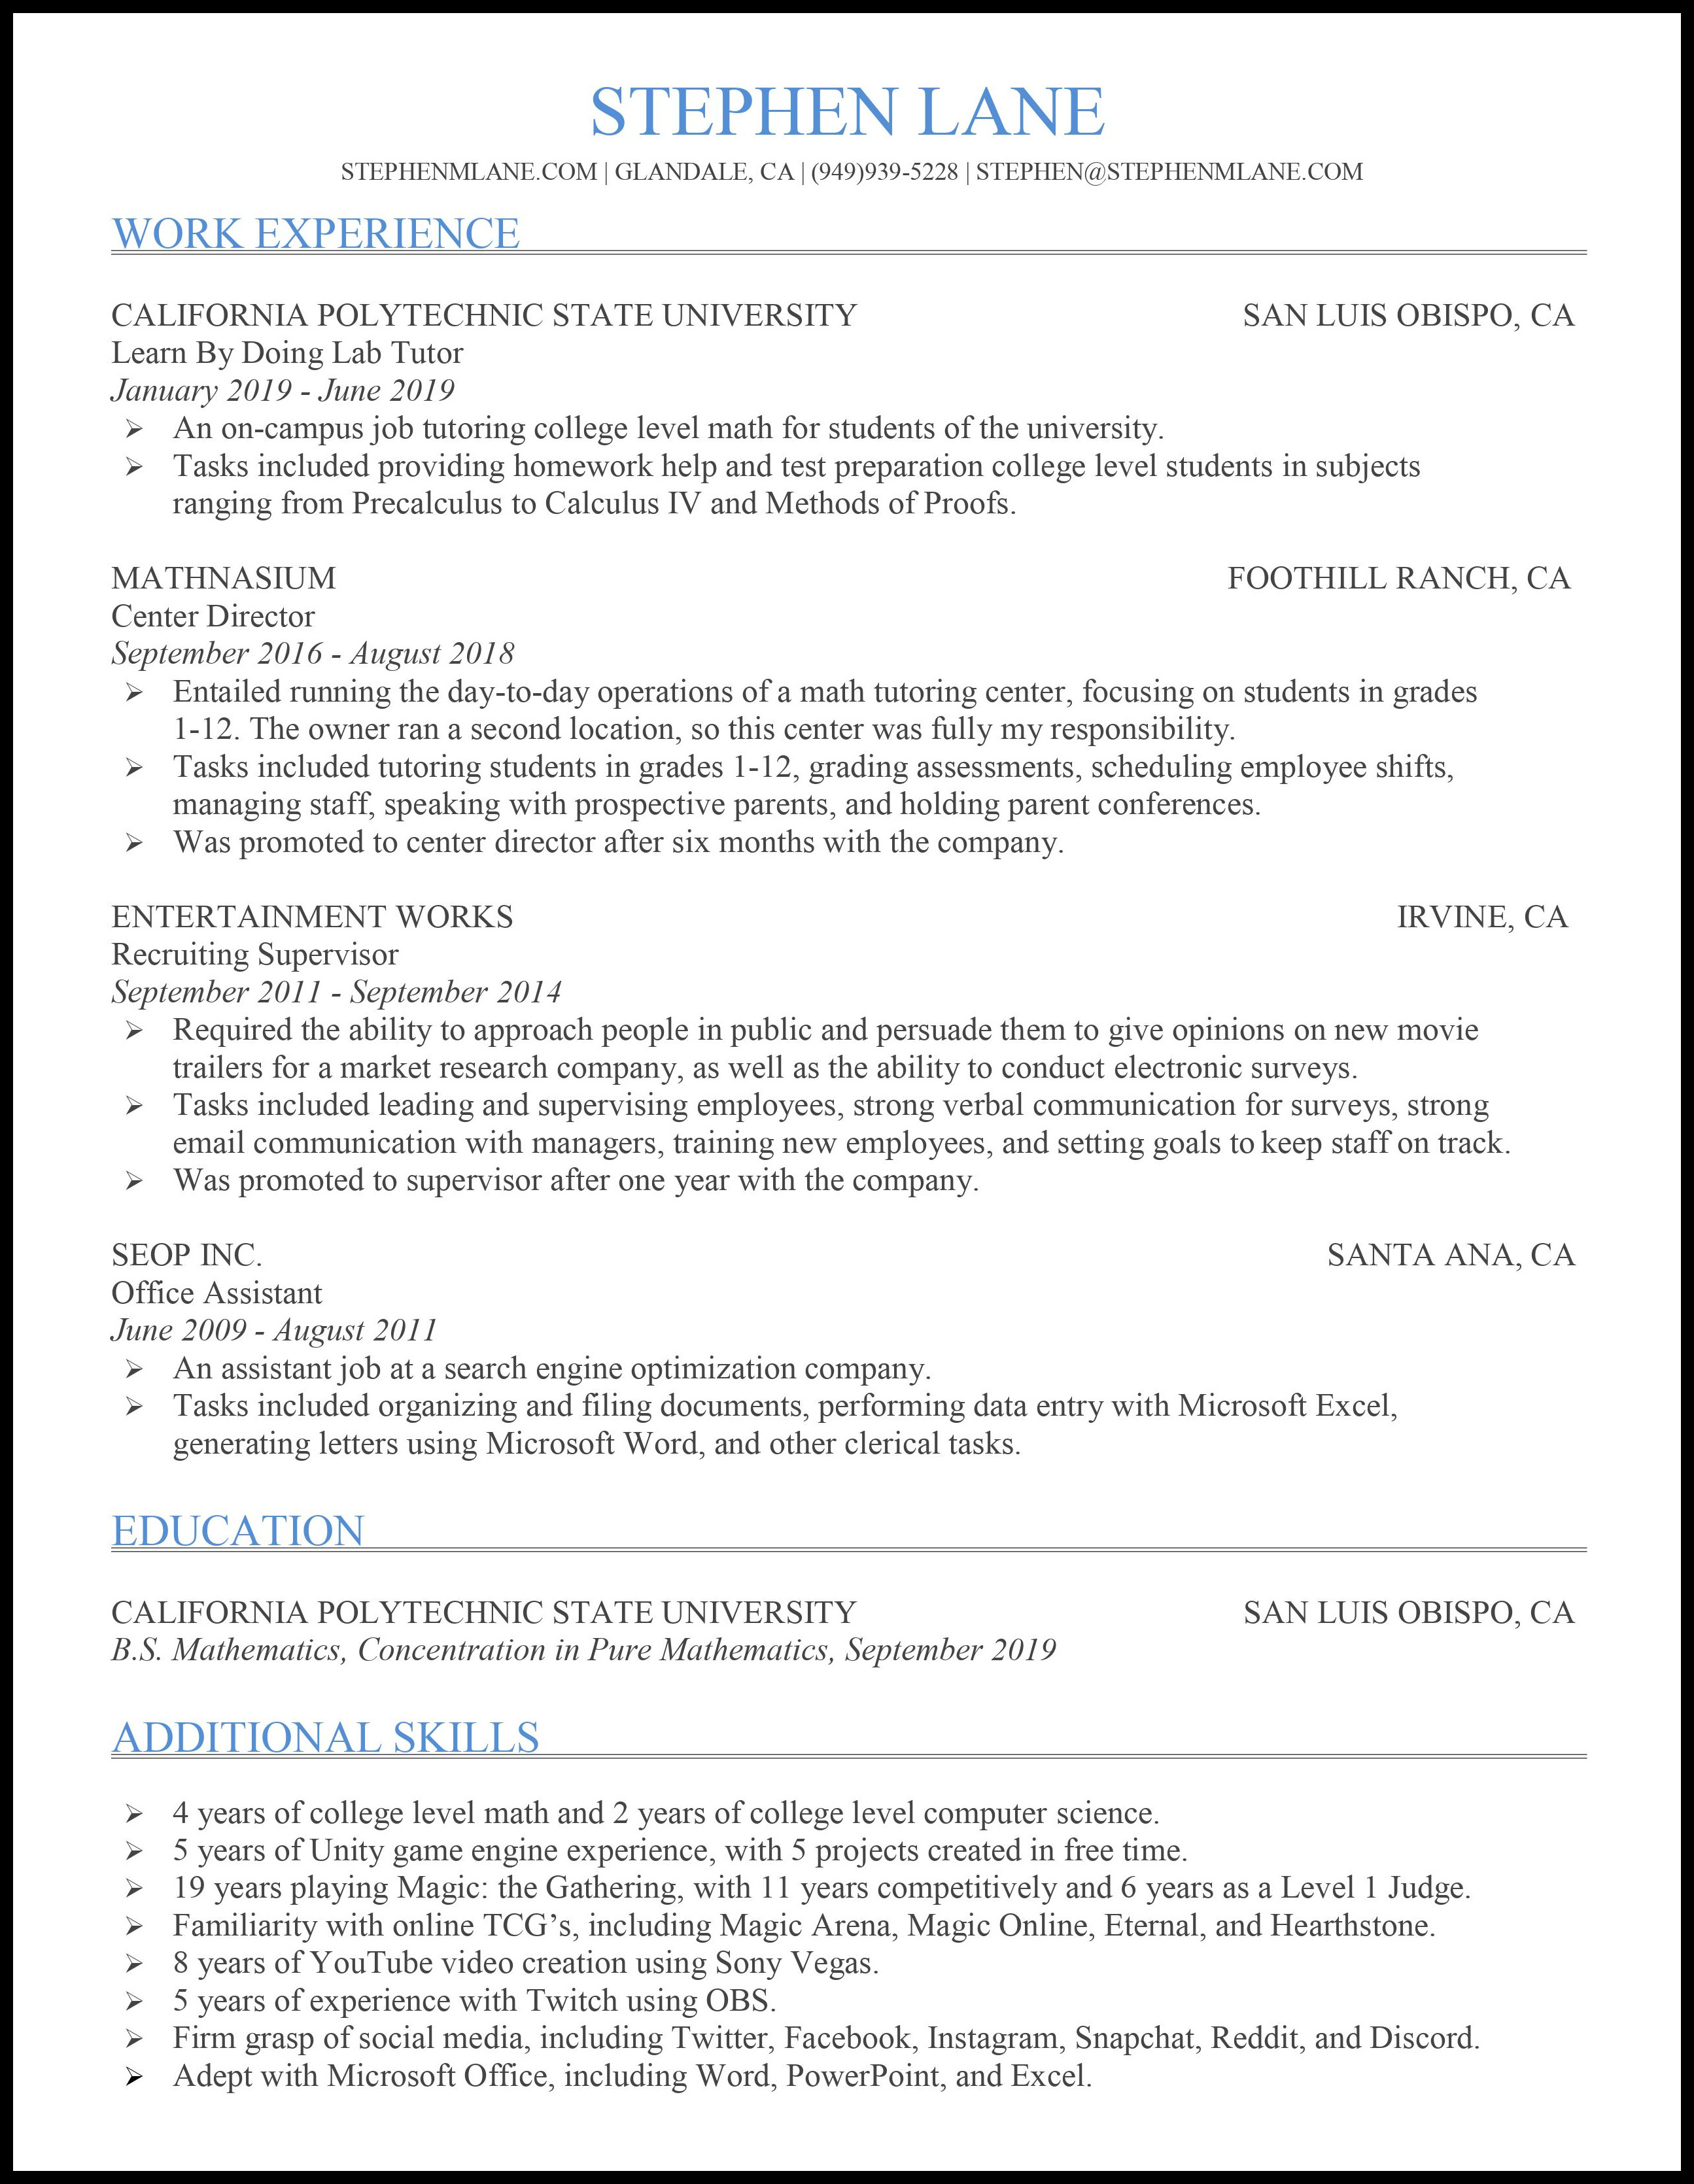 STEPHEN LANE
STEPHENMLANE.COM | GLANDALE, CA | (949)939-5228 | STEPHEN@STEPHENMLANE.COM
WORK EXPERIENCE
CALIFORNIA POLYTECHNIC STATE UNIVERSITY SAN LUIS OBISPO, CA
Learn By Doing Lab Tutor
January 2019 - June 2019
➢ An on-campus job tutoring college level math for students of the university.
➢ Tasks included providing homework help and test preparation college level students in subjects
ranging from Precalculus to Calculus IV and Methods of Proofs.
MATHNASIUM FOOTHILL RANCH, CA
Center Director
September 2016 - August 2018
➢ Entailed running the day-to-day operations of a math tutoring center, focusing on students in grades
1-12. The owner ran a second location, so this center was fully my responsibility.
➢ Tasks included tutoring students in grades 1-12, grading assessments, scheduling employee shifts,
managing staff, speaking with prospective parents, and holding parent conferences.
➢ Was promoted to center director after six months with the company.
ENTERTAINMENT WORKS IRVINE, CA
Recruiting Supervisor
September 2011 - September 2014
➢ Required the ability to approach people in public and persuade them to give opinions on new movie
trailers for a market research company, as well as the ability to conduct electronic surveys.
➢ Tasks included leading and supervising employees, strong verbal communication for surveys, strong
email communication with managers, training new employees, and setting goals to keep staff on track.
➢ Was promoted to supervisor after one year with the company.
SEOP INC. SANTA ANA, CA
Office Assistant
June 2009 - August 2011
➢ An assistant job at a search engine optimization company.
➢ Tasks included organizing and filing documents, performing data entry with Microsoft Excel,
generating letters using Microsoft Word, and other clerical tasks.
EDUCATION
CALIFORNIA POLYTECHNIC STATE UNIVERSITY SAN LUIS OBISPO, CA
B.S. Mathematics, Concentration in Pure Mathematics, September 2019
ADDITIONAL SKILLS
➢ 4 years of college level math and 2 years of college level computer science.
➢ 5 years of Unity game engine experience, with 5 projects created in free time.
➢ 19 years playing Magic: the Gathering, with 11 years competitively and 6 years as a Level 1 Judge.
➢ Familiarity with online TCG’s, including Magic Arena, Magic Online, Eternal, and Hearthstone.
➢ 8 years of YouTube video creation using Sony Vegas.
➢ 5 years of experience with Twitch using OBS.
➢ Firm grasp of social media, including Twitter, Facebook, Instagram, Snapchat, Reddit, and Discord.
➢ Adept with Microsoft Office, including Word, PowerPoint, and Excel.